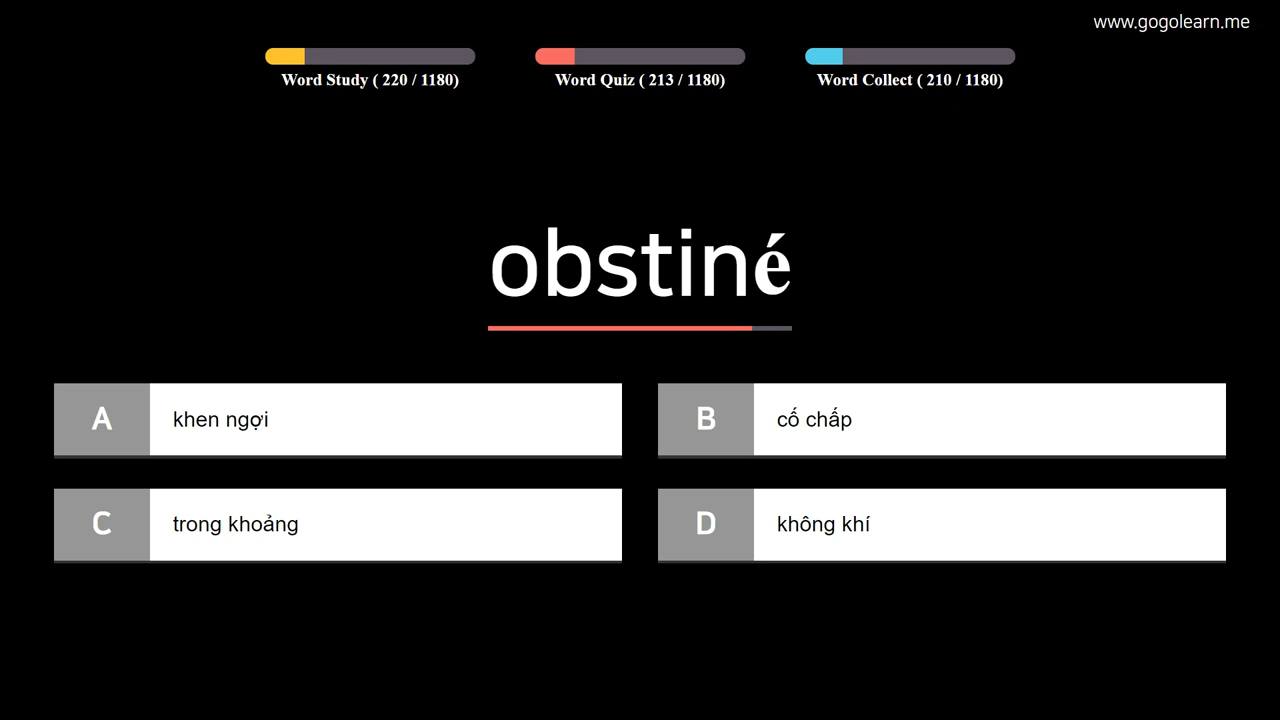 www.gogolearn.me
Word Study ( 220 / 1180)
Word Quiz ( 213 / 1180)
Word Collect ( 210 / 1180)
obstiné
A khen ngợi
B cố chấp
C trong khoảng
D không khí